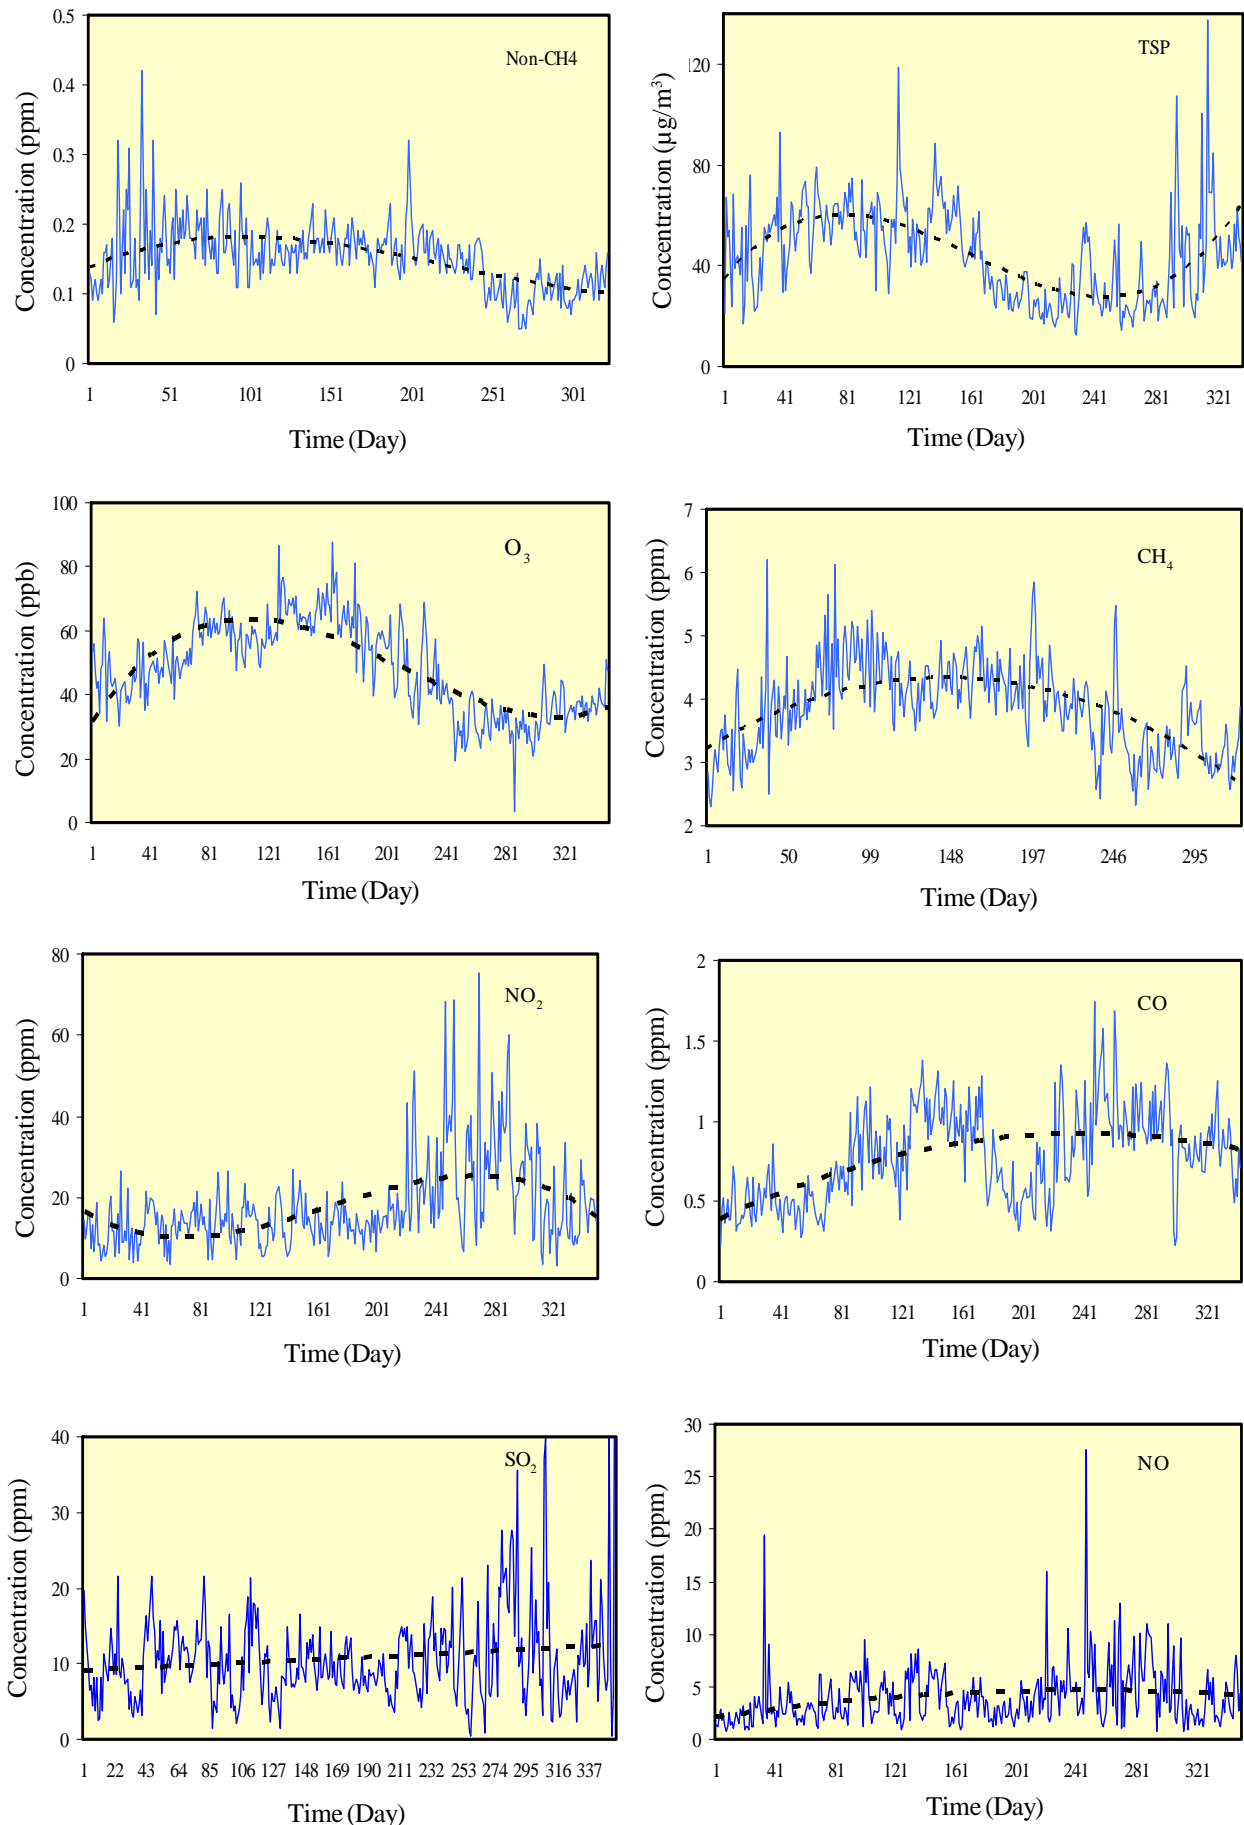 0.5
0.4
0.3
0.2
0.1
0
Concentration (ppm)
Non-CH4
1 51 101 151 201 251 301
Time (Day)
120
80
40
0
Concentration (µg/m³)
TSP
1 41 81 121 161 201 241 281 321
Time (Day)
100
80
60
40
20
0
Concentration (ppb)
O₃
1 41 81 121 161 201 241 281 321
Time (Day)
7
6
5
4
3
2
Concentration (ppm)
CH₄
1 50 99 148 197 246 295
Time (Day)
80
60
40
20
0
Concentration (ppm)
NO₂
1 41 81 121 161 201 241 281 321
Time (Day)
2
1.5
1
0.5
0
Concentration (ppm)
CO
1 41 81 121 161 201 241 281 321
Time (Day)
40
30
20
10
0
Concentration (ppm)
SO₂
1 22 43 64 85 106 127 148 169 190 211 232 253 274 295 316 337
Time (Day)
30
25
20
15
10
5
0
Concentration (ppm)
NO
1 41 81 121 161 201 241 281 321
Time (Day)